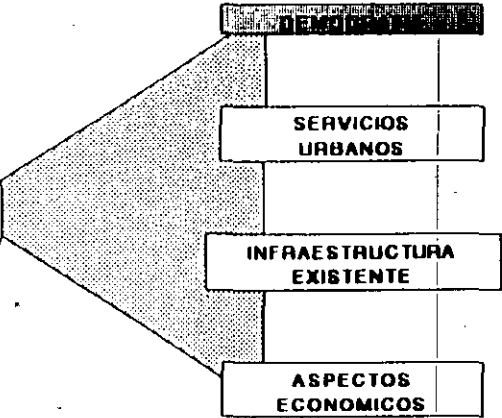 SERVICIOS
URBANOS
INFRAESTRUCTURA
EXISTENTE
ASPECTOS
ECONOMICOS